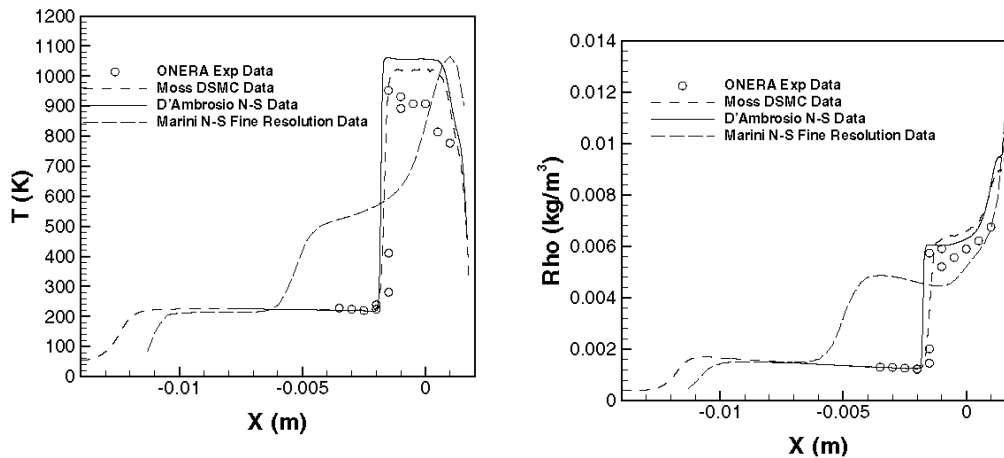 1200
1100
1000
900
800
700
600
500
400
300
200
100
0
T (K)
ONERA Exp Data
Moss DSMC Data
D'Ambrosio N-S Data
Marini N-S Fine Resolution Data
-0.01
-0.005
0
X (m)
0.014
0.012
0.01
0.008
0.006
0.004
0.002
0
Rho (kg/m³)
ONERA Exp Data
Moss DSMC Data
D'Ambrosio N-S Data
Marini N-S Fine Resolution Data
-0.01
-0.005
0
X (m)